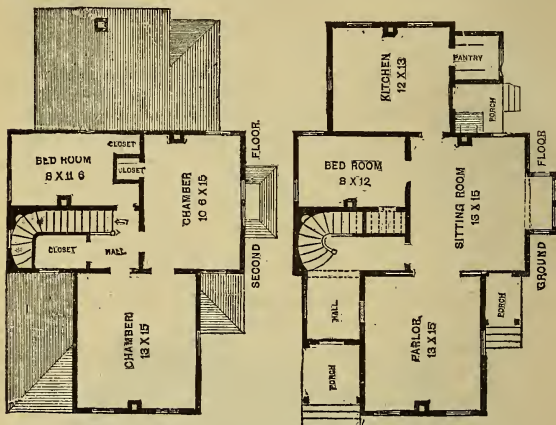 CLOSET
BED ROOM
8 X 11 6
CLOSET
CHAMBER
10 6 X 15
CLOSET
HALL
CHAMBER
13 X 15
SECOND FLOOR
KITCHEN
12 X 13
PANTRY
PORCH
BED ROOM
8 X 12
SITTING ROOM
13 X 15
HALL
PARLOR
13 X 15
PORCH
PORCH
GROUND FLOOR